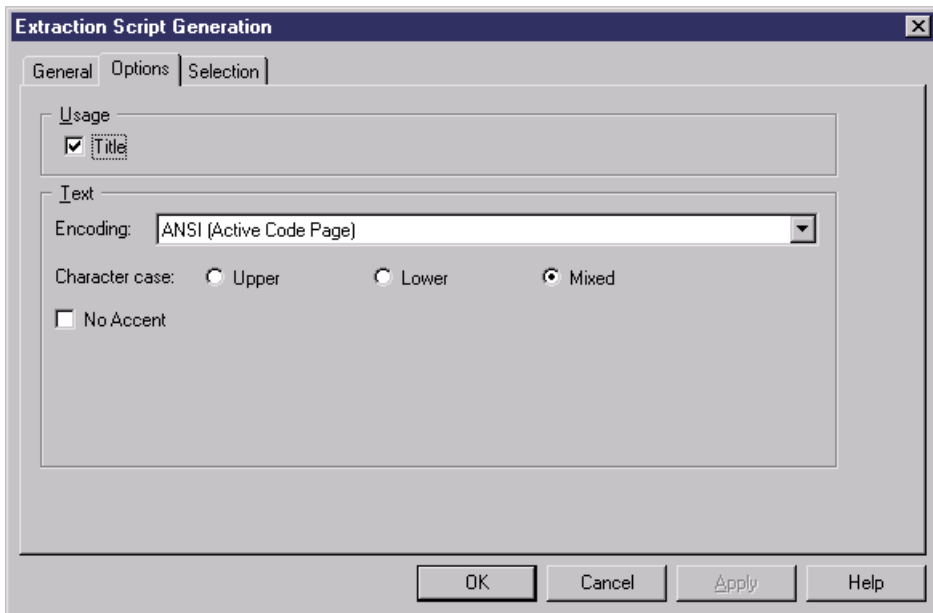 Extraction Script Generation
General Options Selection
Usage
Title
Text
Encoding: ANSI (Active Code Page)
Character case: Upper Lower Mixed
No Accent
OK Cancel Apply Help